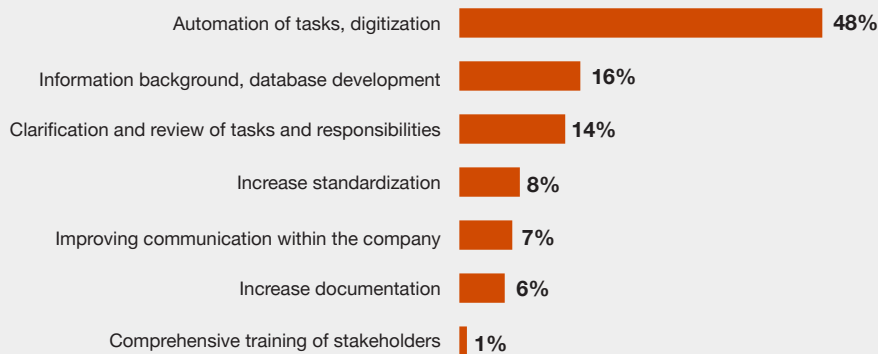 Automation of tasks, digitization 48%
Information background, database development 16%
Clarification and review of tasks and responsibilities 14%
Increase standardization 8%
Improving communication within the company 7%
Increase documentation 6%
Comprehensive training of stakeholders 1%